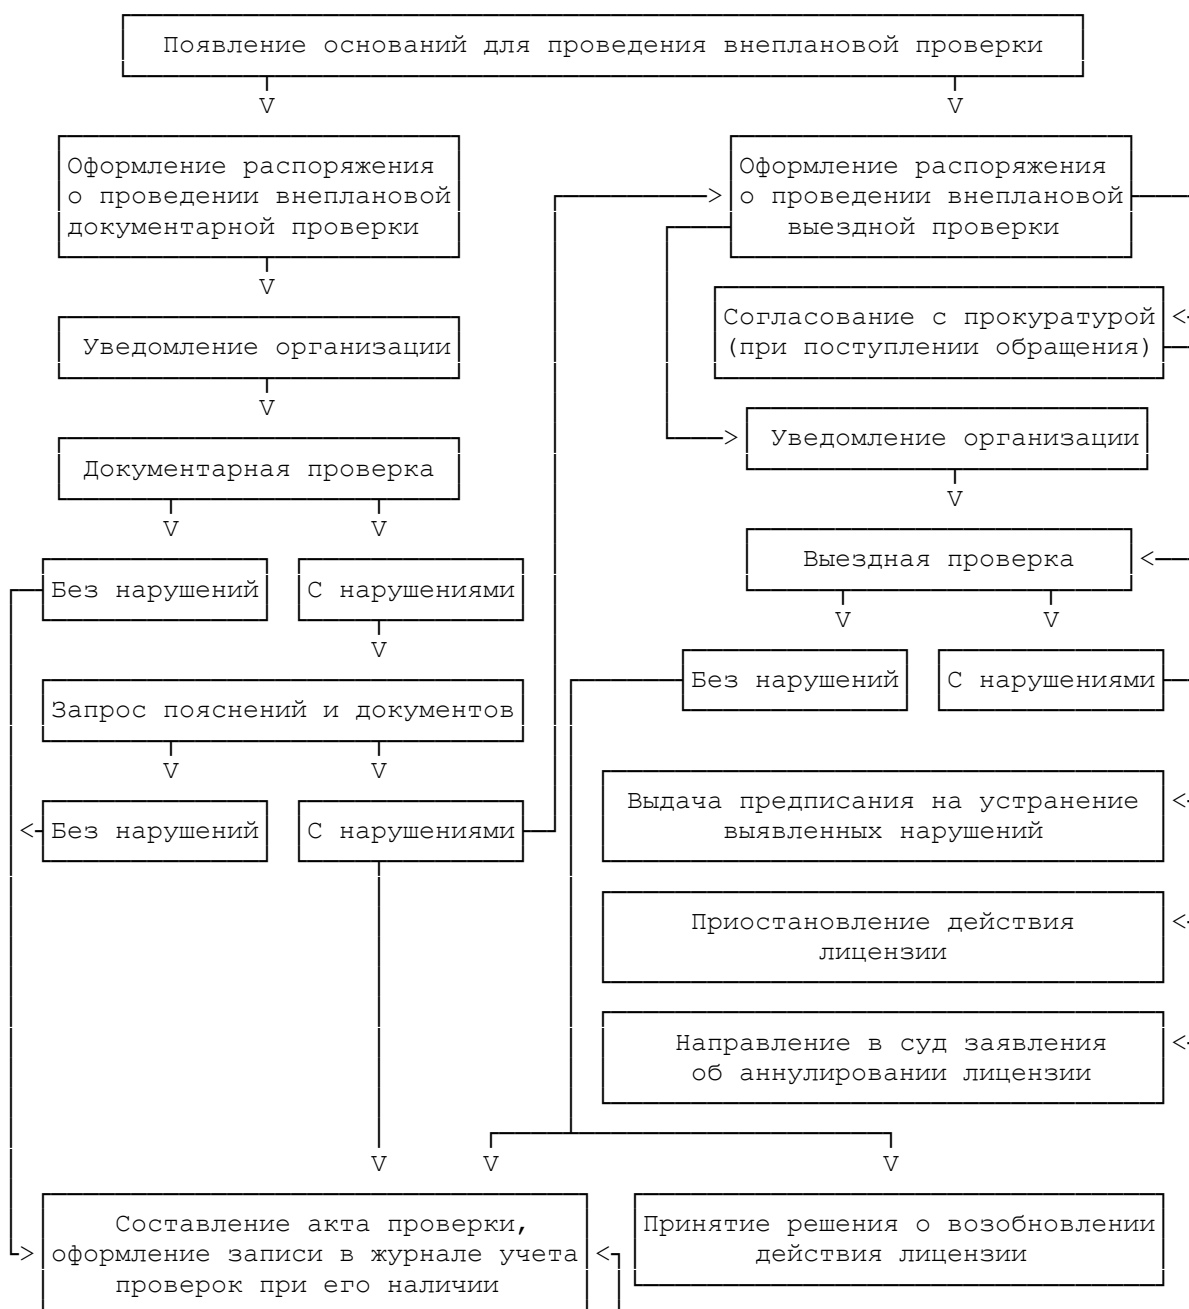 Появление оснований для проведения внеплановой проверки
Оформление распоряжения
о проведении внеплановой
документарной проверки
Оформление распоряжения
о проведении внеплановой
выездной проверки
Уведомление организации
Согласование с прокуратурой
(при поступлении обращения)
Уведомление организации
Документарная проверка
Выездная проверка
Без нарушений
С нарушениями
Без нарушений
С нарушениями
Запрос пояснений и документов
Без нарушений
С нарушениями
Выдача предписания на устранение
выявленных нарушений
Приостановление действия
лицензии
Направление в суд заявления
об аннулировании лицензии
Составление акта проверки,
оформление записи в журнале учета
проверок при его наличии
Принятие решения о возобновлении
действия лицензии